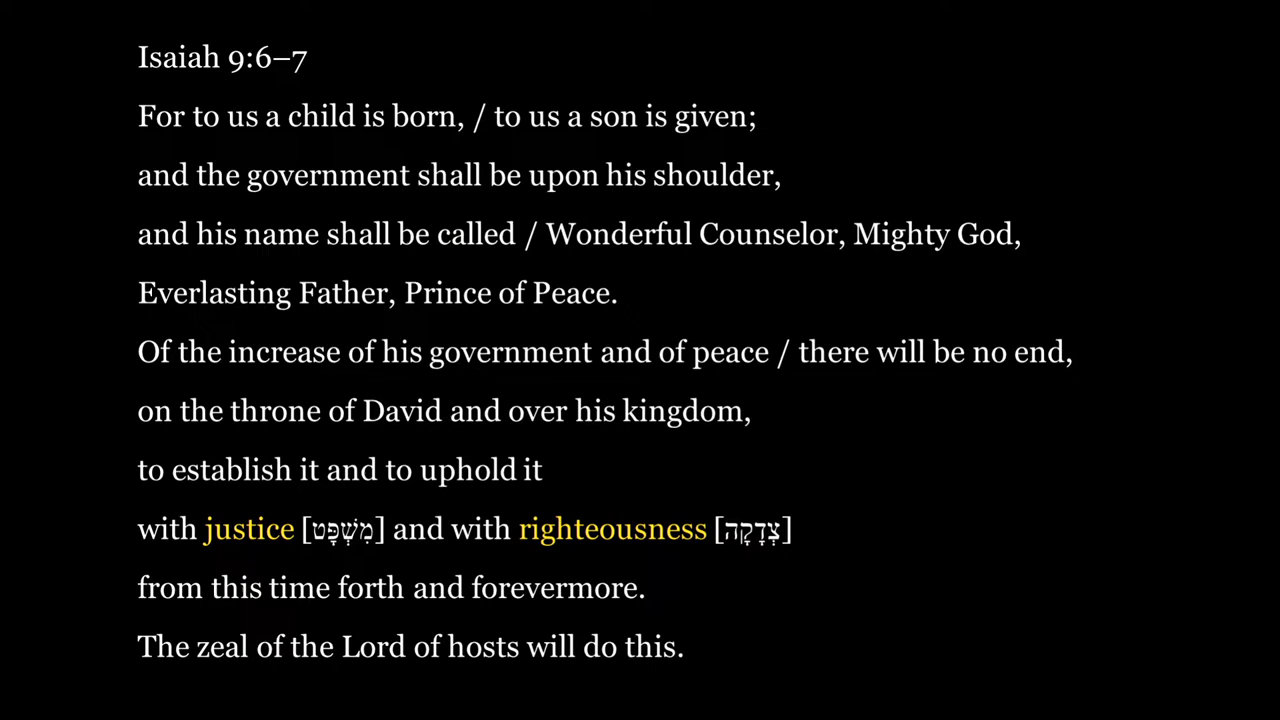 Isaiah 9:6–7
For to us a child is born, / to us a son is given;
and the government shall be upon his shoulder,
and his name shall be called / Wonderful Counselor, Mighty God,
Everlasting Father, Prince of Peace.
Of the increase of his government and of peace / there will be no end,
on the throne of David and over his kingdom,
to establish it and to uphold it
with justice [מִשְׁפָּט] and with righteousness [צְדָקָה]
from this time forth and forevermore.
The zeal of the Lord of hosts will do this.